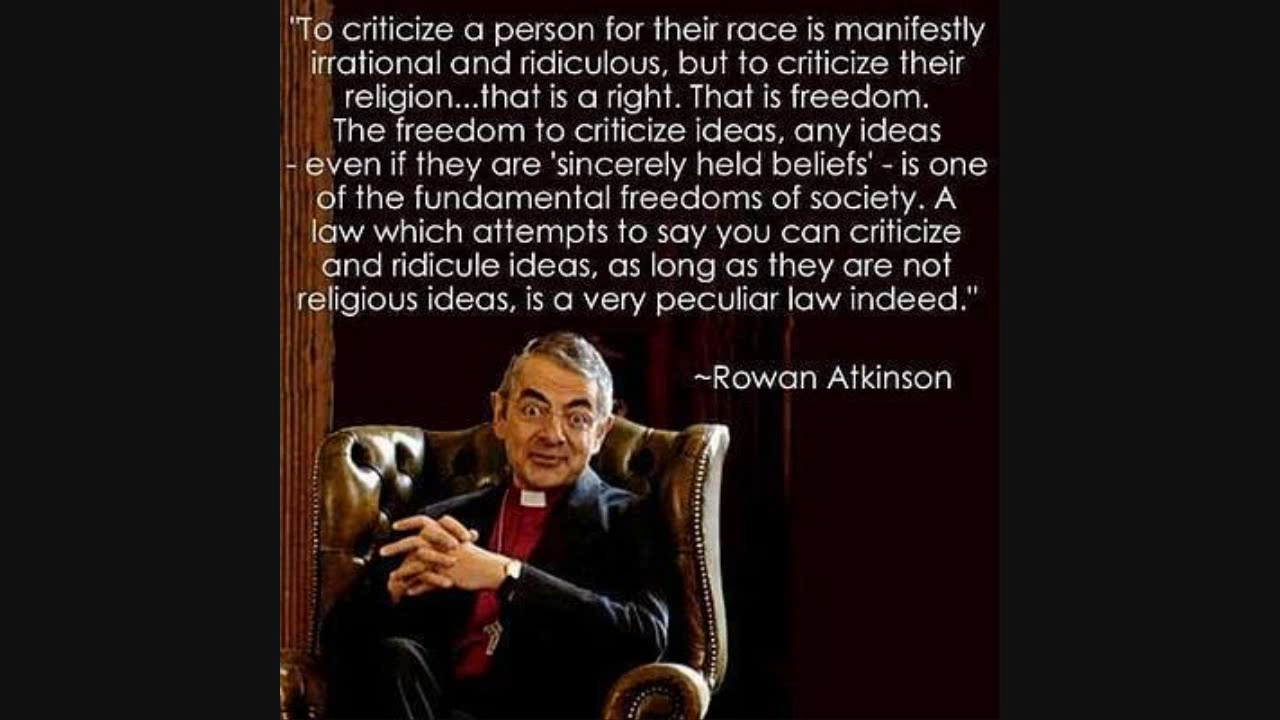 "To criticize a person for their race is manifestly
irrational and ridiculous, but to criticize their
religion...that is a right. That is freedom.
The freedom to criticize ideas, any ideas
- even if they are 'sincerely held beliefs' - is one
of the fundamental freedoms of society. A
law which attempts to say you can criticize
and ridicule ideas, as long as they are not
religious ideas, is a very peculiar law indeed."
~Rowan Atkinson